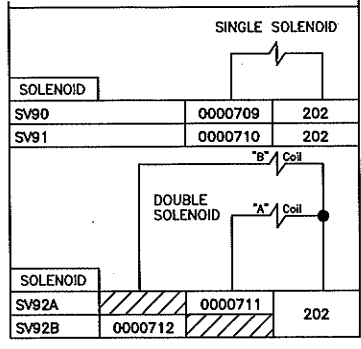 SINGLE SOLENOID
SOLENOID
SV90 0000709 202
SV91 0000710 202
"B" Coil
DOUBLE
SOLENOID
"A" Coil
SOLENOID
SV92A 0000711
202
SV92B 0000712